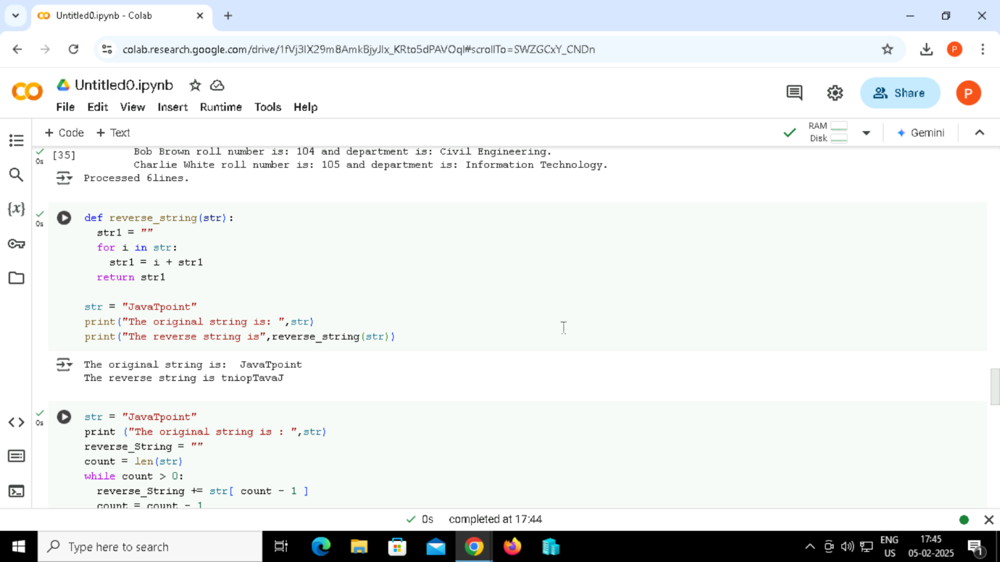 Untitled0.ipynb - Colab
colab.research.google.com/drive/1fVj3lX29m8AmkBjyJlx_KRto5dPAVOqI#scrollTo=SWZGCxY_CNDn
P
Untitled0.ipynb
File Edit View Insert Runtime Tools Help
Share
P
+ Code + Text
RAM
Disk
Gemini
[35]
0s
Bob Brown roll number is: 104 and department is: Civil Engineering.
Charlie White roll number is: 105 and department is: Information Technology.
Processed 6lines.
0s
def reverse_string(str):
str1 = ""
for i in str:
str1 = i + str1
return str1
str = "JavaTpoint"
print("The original string is: ",str)
print("The reverse string is",reverse_string(str))
The original string is:  JavaTpoint
The reverse string is tniopTavaJ
0s
str = "JavaTpoint"
print ("The original string is : ",str)
reverse_String = ""
count = len(str)
while count > 0:
reverse_String += str[ count - 1 ]
count = count - 1
0s completed at 17:44
Type here to search
ENG
US
17:45
05-02-2025
1